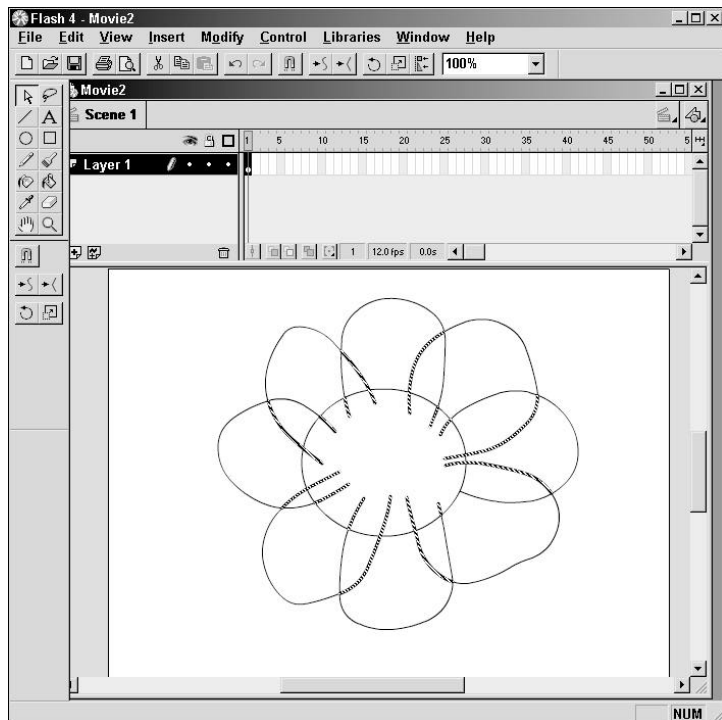 Flash 4 - Movie2
File Edit View Insert Modify Control Libraries Window Help
100%
Movie2
Scene 1
1 5 10 15 20 25 30 35 40 45 50 5
Layer 1
1 12.0 fps 0.0s
NUM